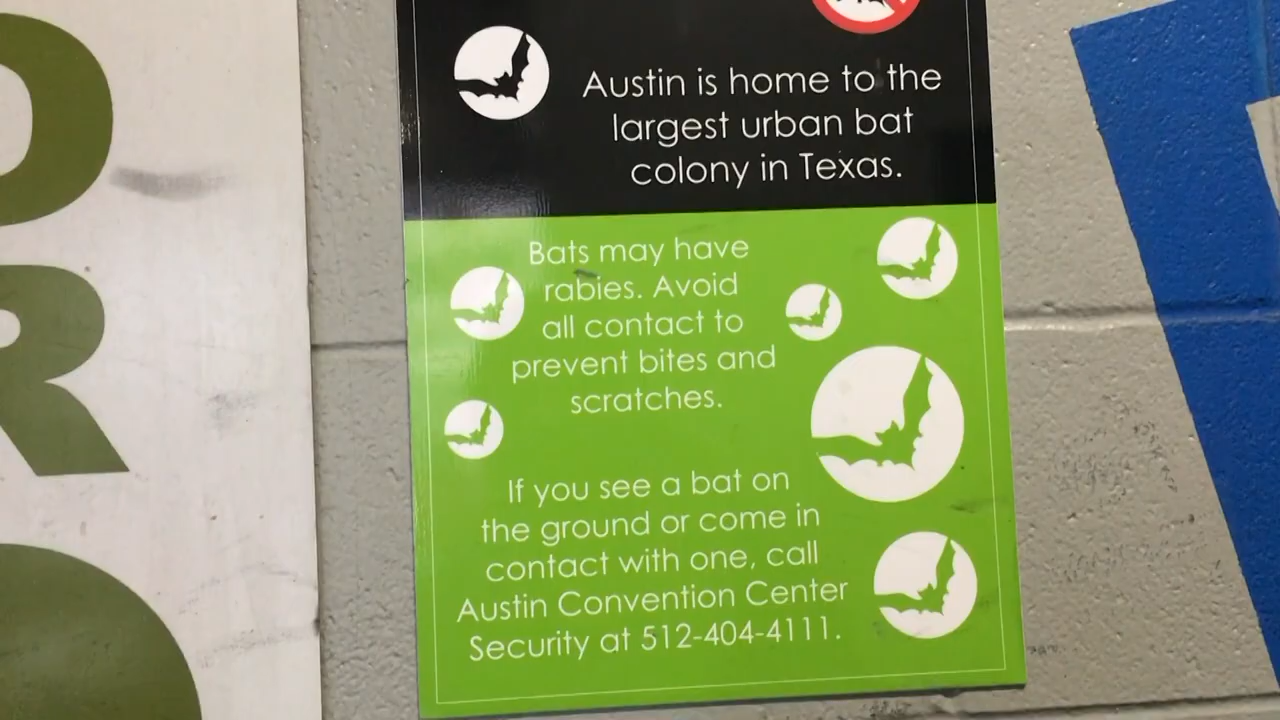 Austin is home to the
largest urban bat
colony in Texas.
Bats may have
rabies. Avoid
all contact to
prevent bites and
scratches.
If you see a bat on
the ground or come in
contact with one, call
Austin Convention Center
Security at 512-404-4111.